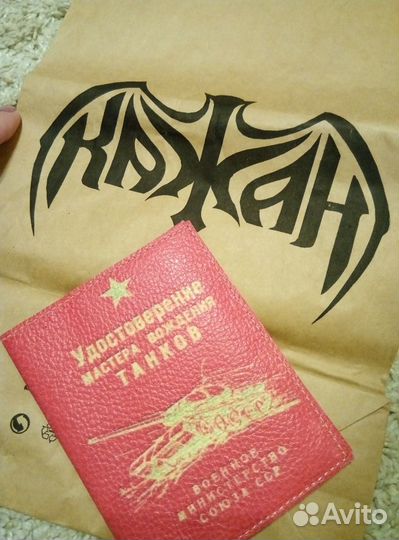 КАЖАН
Удостоверение
МАСТЕРА ВОЖДЕНИЯ
ТАНКОВ
ВОЕННОЕ
МИНИСТЕРСТВО
СОЮЗА ССР
Avito